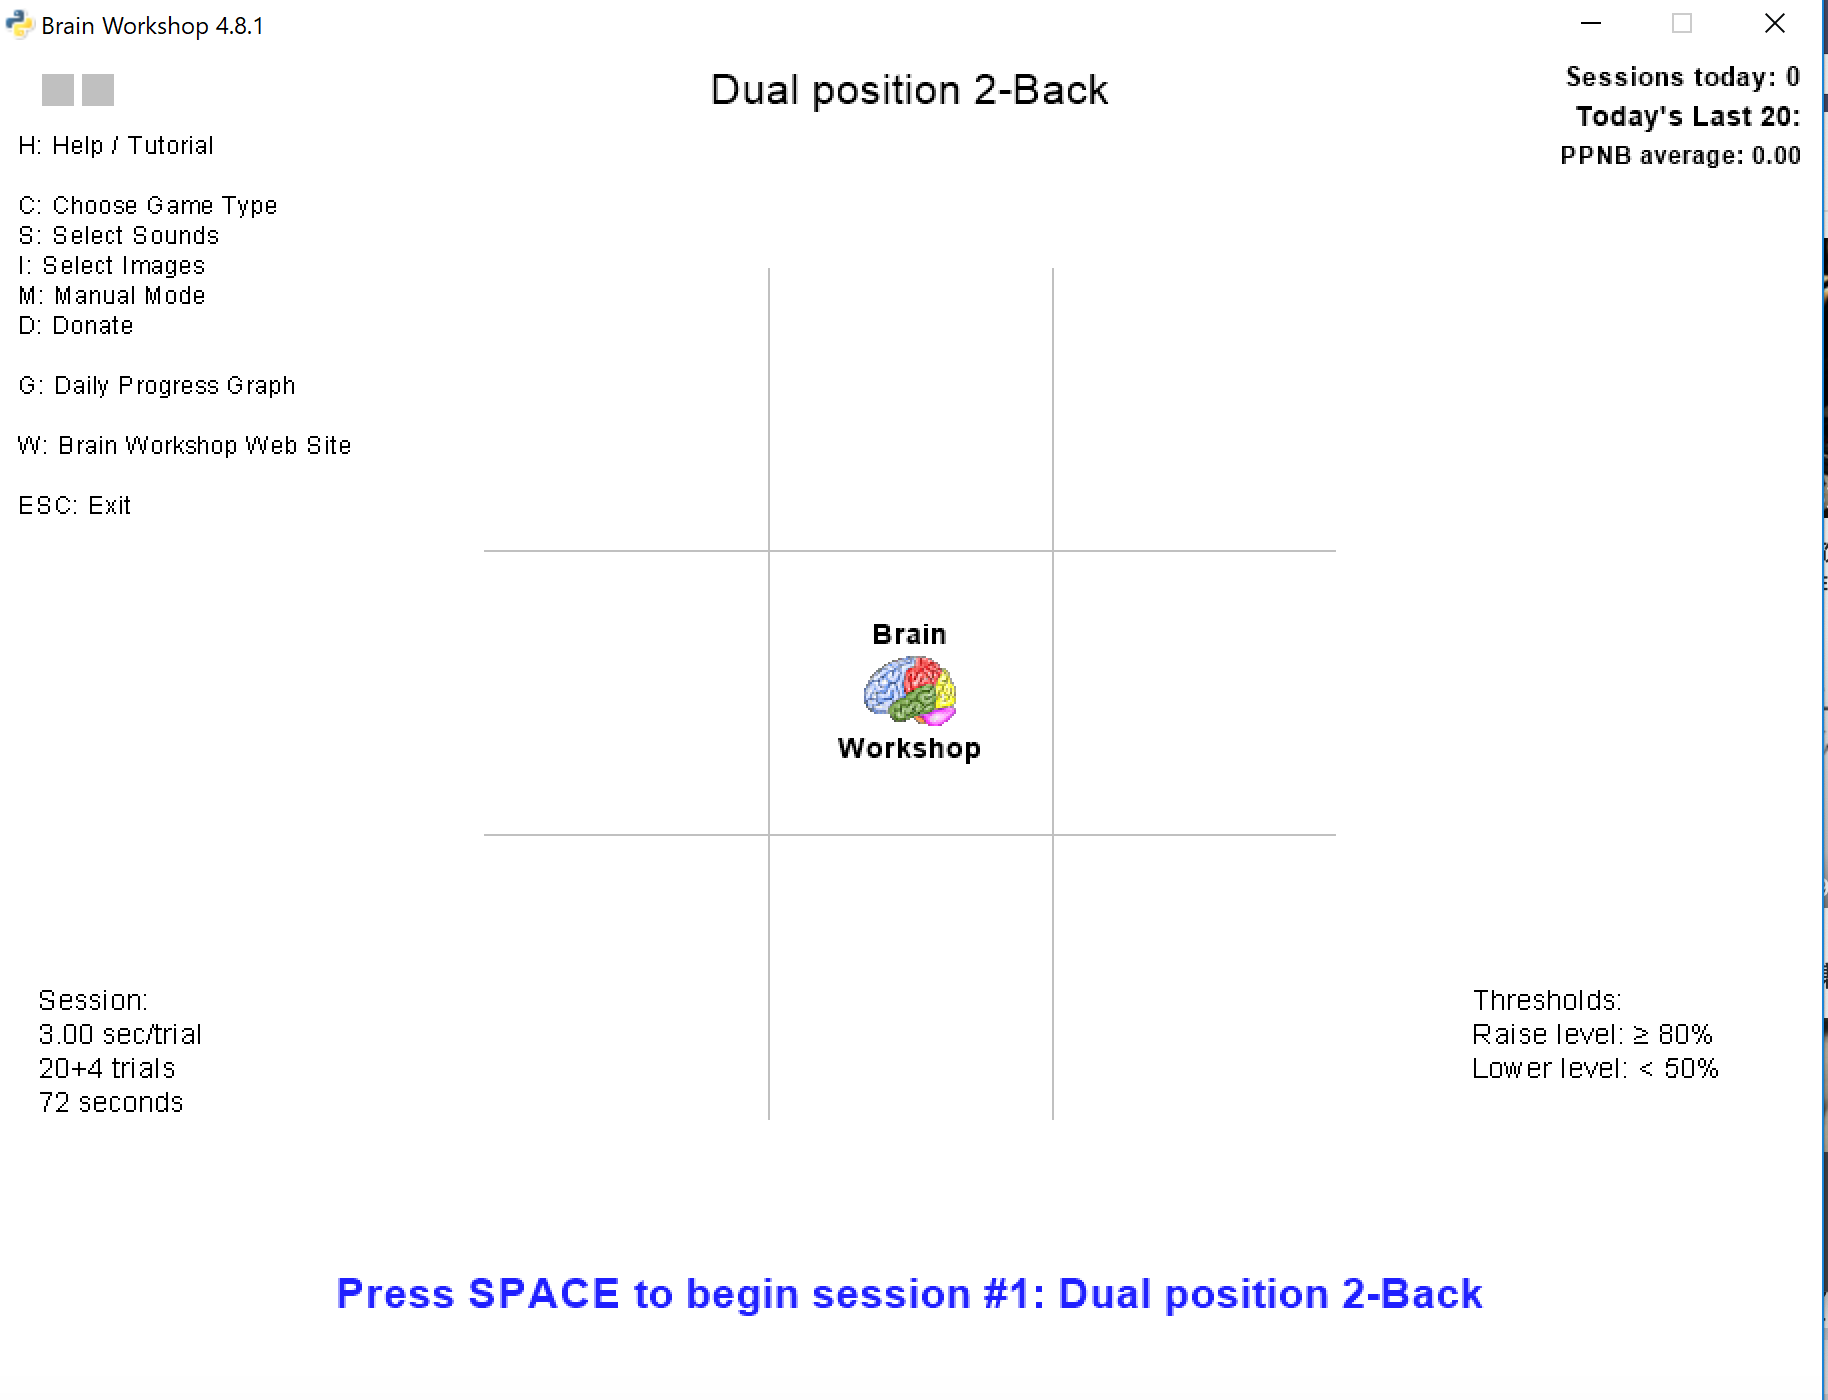 Brain Workshop 4.8.1
Dual position 2-Back
Sessions today: 0
Today's Last 20:
PPNB average: 0.00
H: Help / Tutorial
C: Choose Game Type
S: Select Sounds
I: Select Images
M: Manual Mode
D: Donate
G: Daily Progress Graph
W: Brain Workshop Web Site
ESC: Exit
Brain
Workshop
Session:
3.00 sec/trial
20+4 trials
72 seconds
Thresholds:
Raise level: ≥ 80%
Lower level: < 50%
Press SPACE to begin session #1: Dual position 2-Back